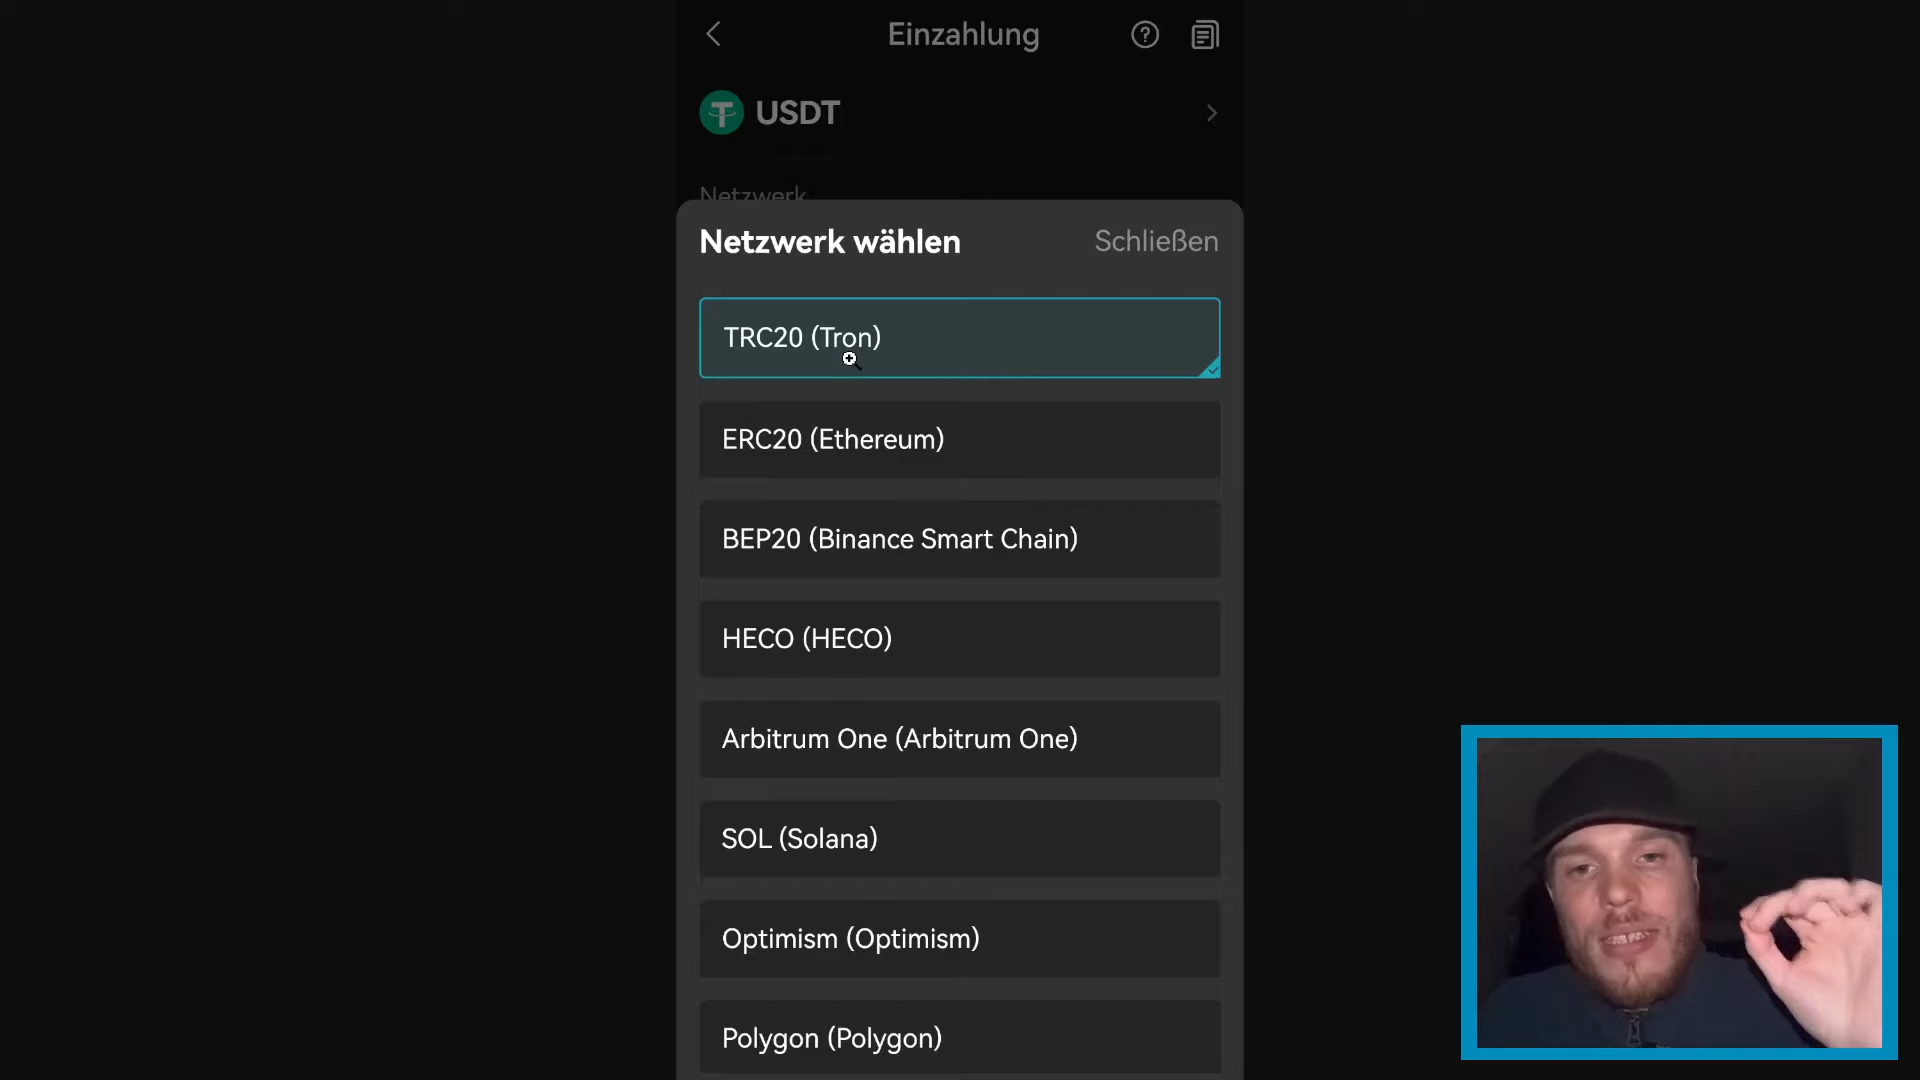 Einzahlung
USDT
Netzwerk
Netzwerk wählen
Schließen
TRC20 (Tron)
ERC20 (Ethereum)
BEP20 (Binance Smart Chain)
HECO (HECO)
Arbitrum One (Arbitrum One)
SOL (Solana)
Optimism (Optimism)
Polygon (Polygon)